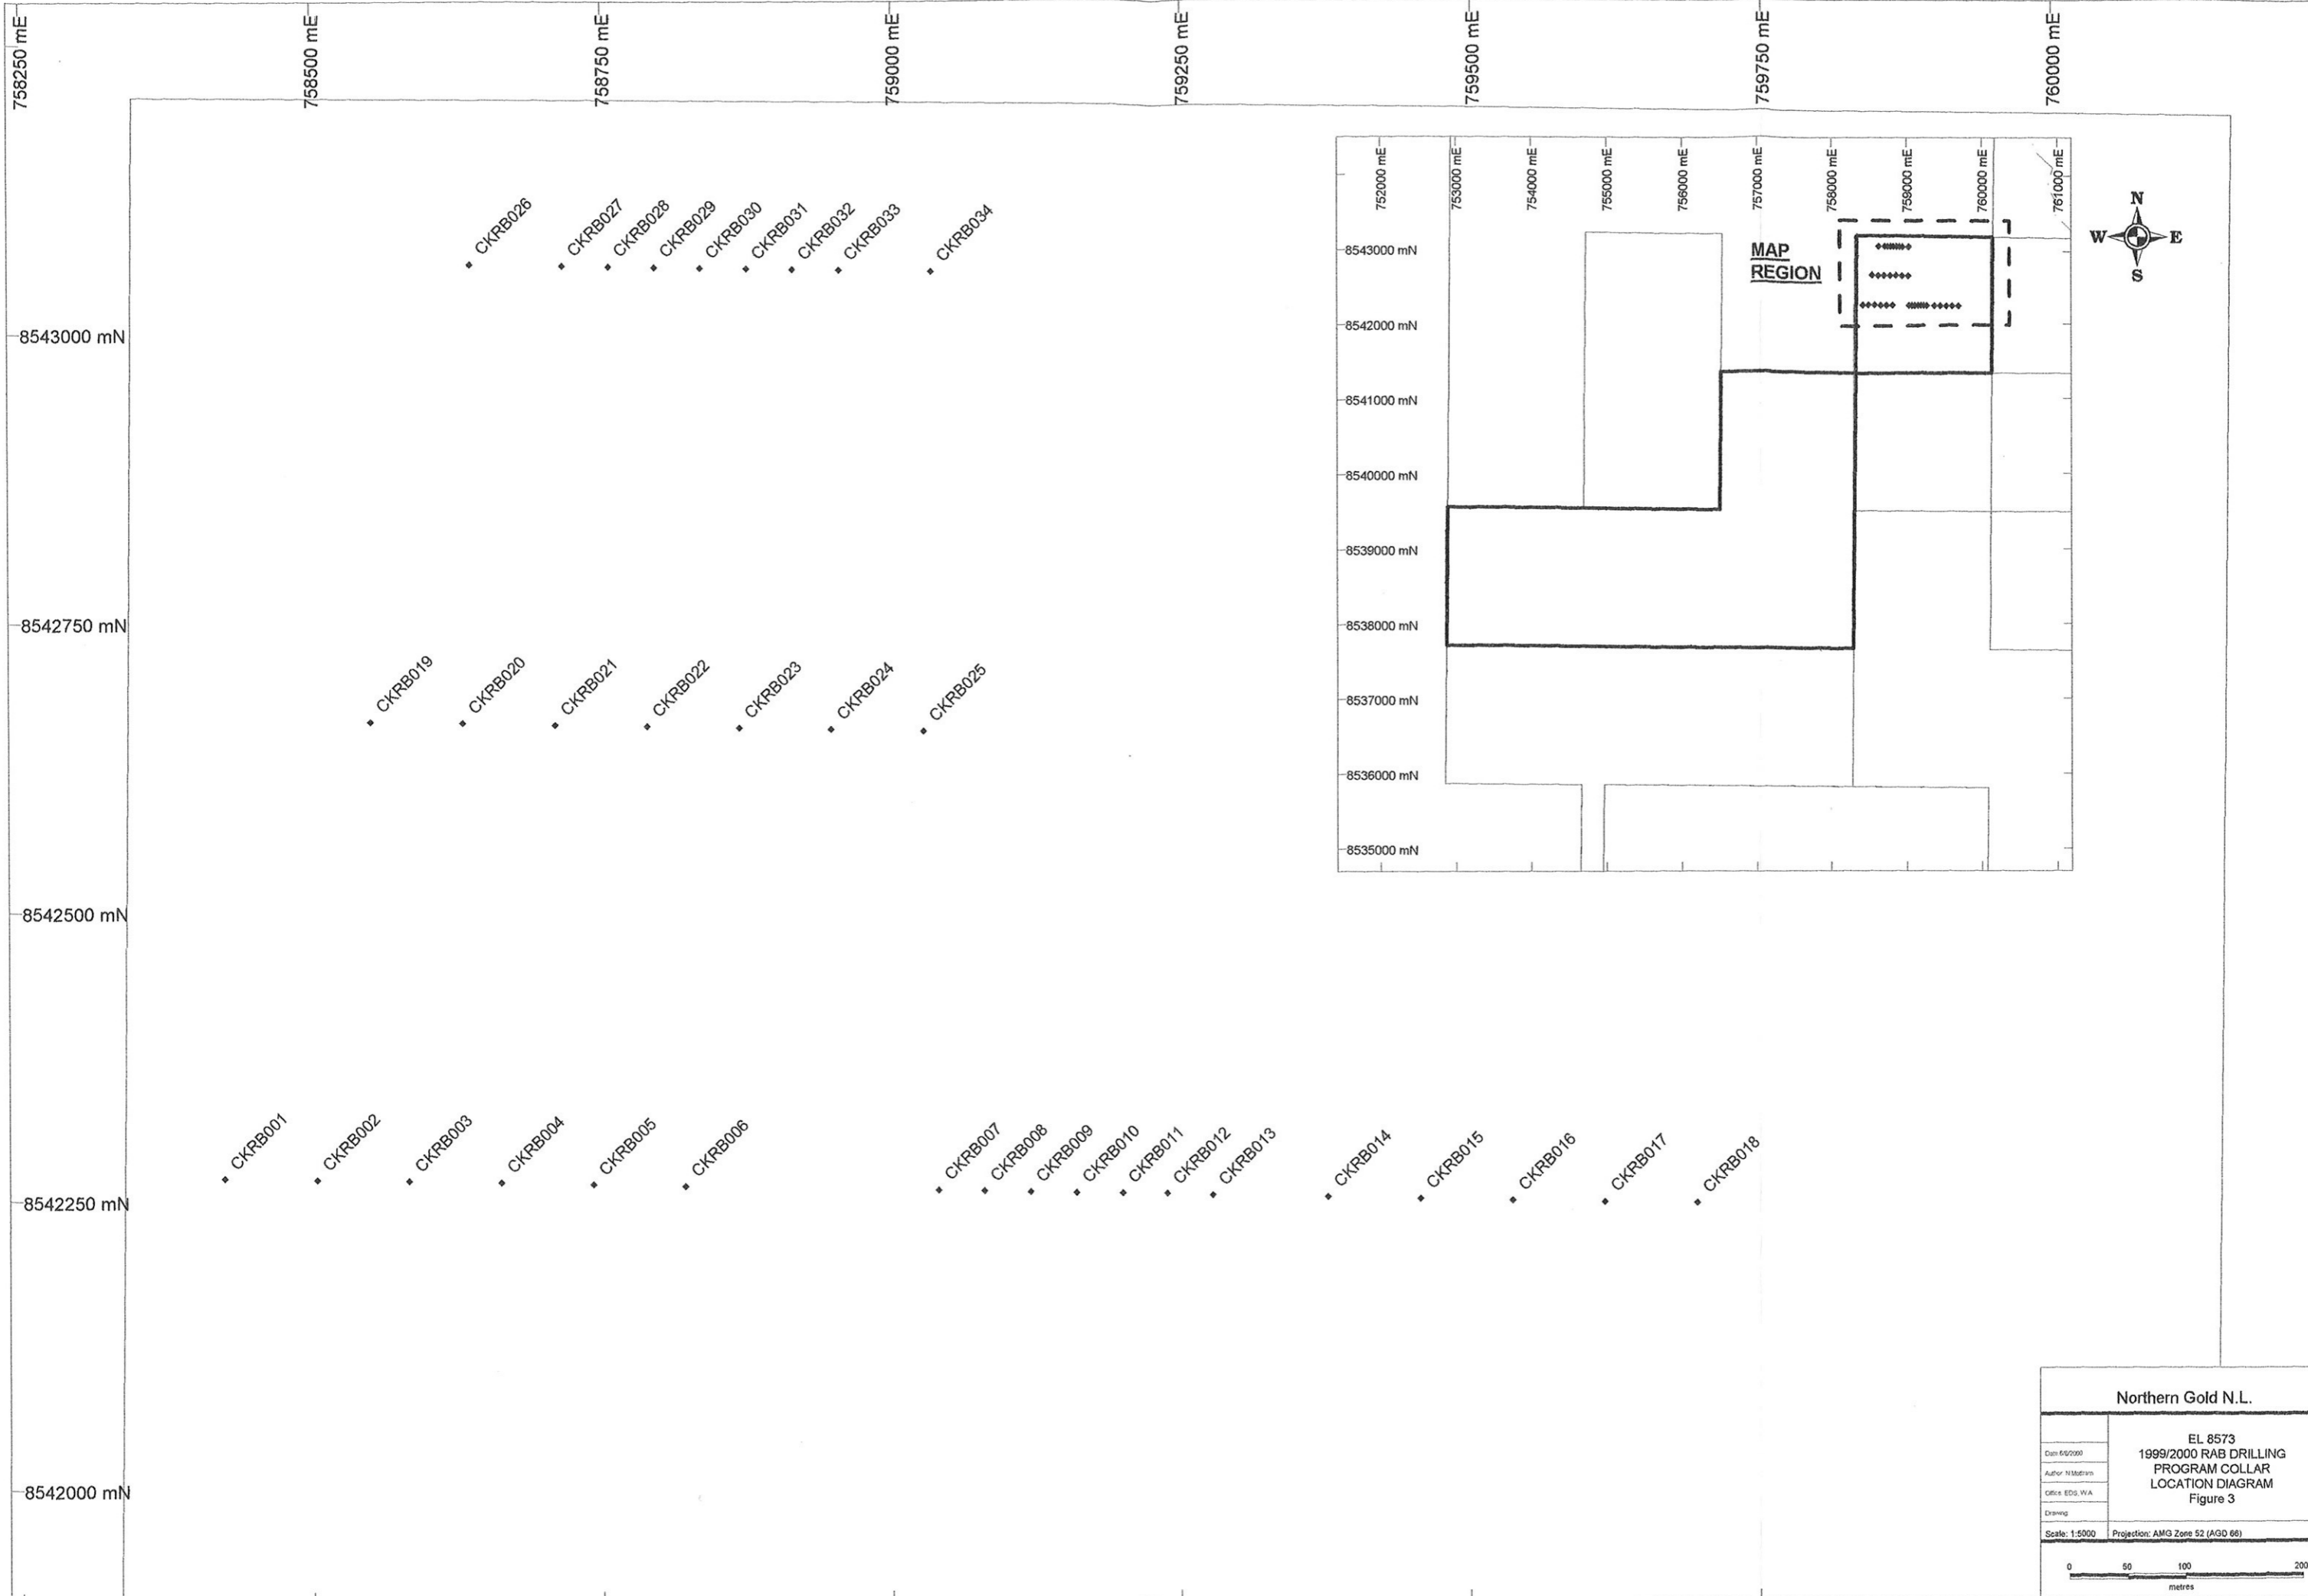 758250 mE
758500 mE
758750 mE
759000 mE
759250 mE
759500 mE
759750 mE
760000 mE
752000 mE
753000 mE
754000 mE
755000 mE
756000 mE
757000 mE
758000 mE
759000 mE
760000 mE
761000 mE
N
W E
S
8543000 mN
8542000 mN
8541000 mN
8540000 mN
8539000 mN
8538000 mN
8537000 mN
8536000 mN
8535000 mN
MAP
REGION
CKRB026
CKRB027
CKRB028
CKRB029
CKRB030
CKRB031
CKRB032
CKRB033
CKRB034
8543000 mN
8542750 mN
CKRB019
CKRB020
CKRB021
CKRB022
CKRB023
CKRB024
CKRB025
8542500 mN
CKRB001
CKRB002
CKRB003
CKRB004
CKRB005
CKRB006
CKRB007
CKRB008
CKRB009
CKRB010
CKRB011
CKRB012
CKRB013
CKRB014
CKRB015
CKRB016
CKRB017
CKRB018
8542250 mN
8542000 mN
Northern Gold N.L.
EL 8573
1999/2000 RAB DRILLING
PROGRAM COLLAR
LOCATION DIAGRAM
Figure 3
Author
Office: EDS, WA
Drawing:
Scale: 1:5000
Projection: AMG Zone 52 (AGD 66)
0 50 100 200
metres